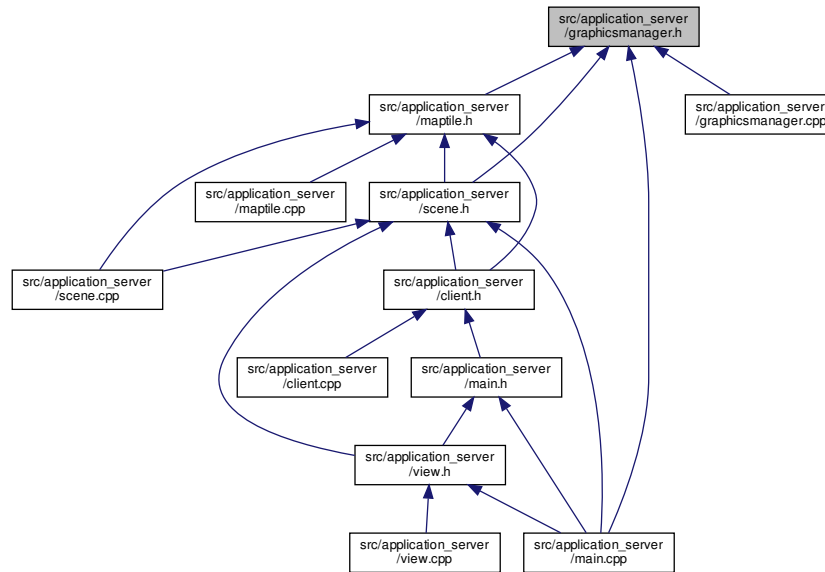 src/application_server
/graphicsmanager.h
src/application_server
/maptile.h
src/application_server
/graphicsmanager.cpp
src/application_server
/maptile.cpp
src/application_server
/scene.h
src/application_server
/scene.cpp
src/application_server
/client.h
src/application_server
/client.cpp
src/application_server
/main.h
src/application_server
/view.h
src/application_server
/view.cpp
src/application_server
/main.cpp